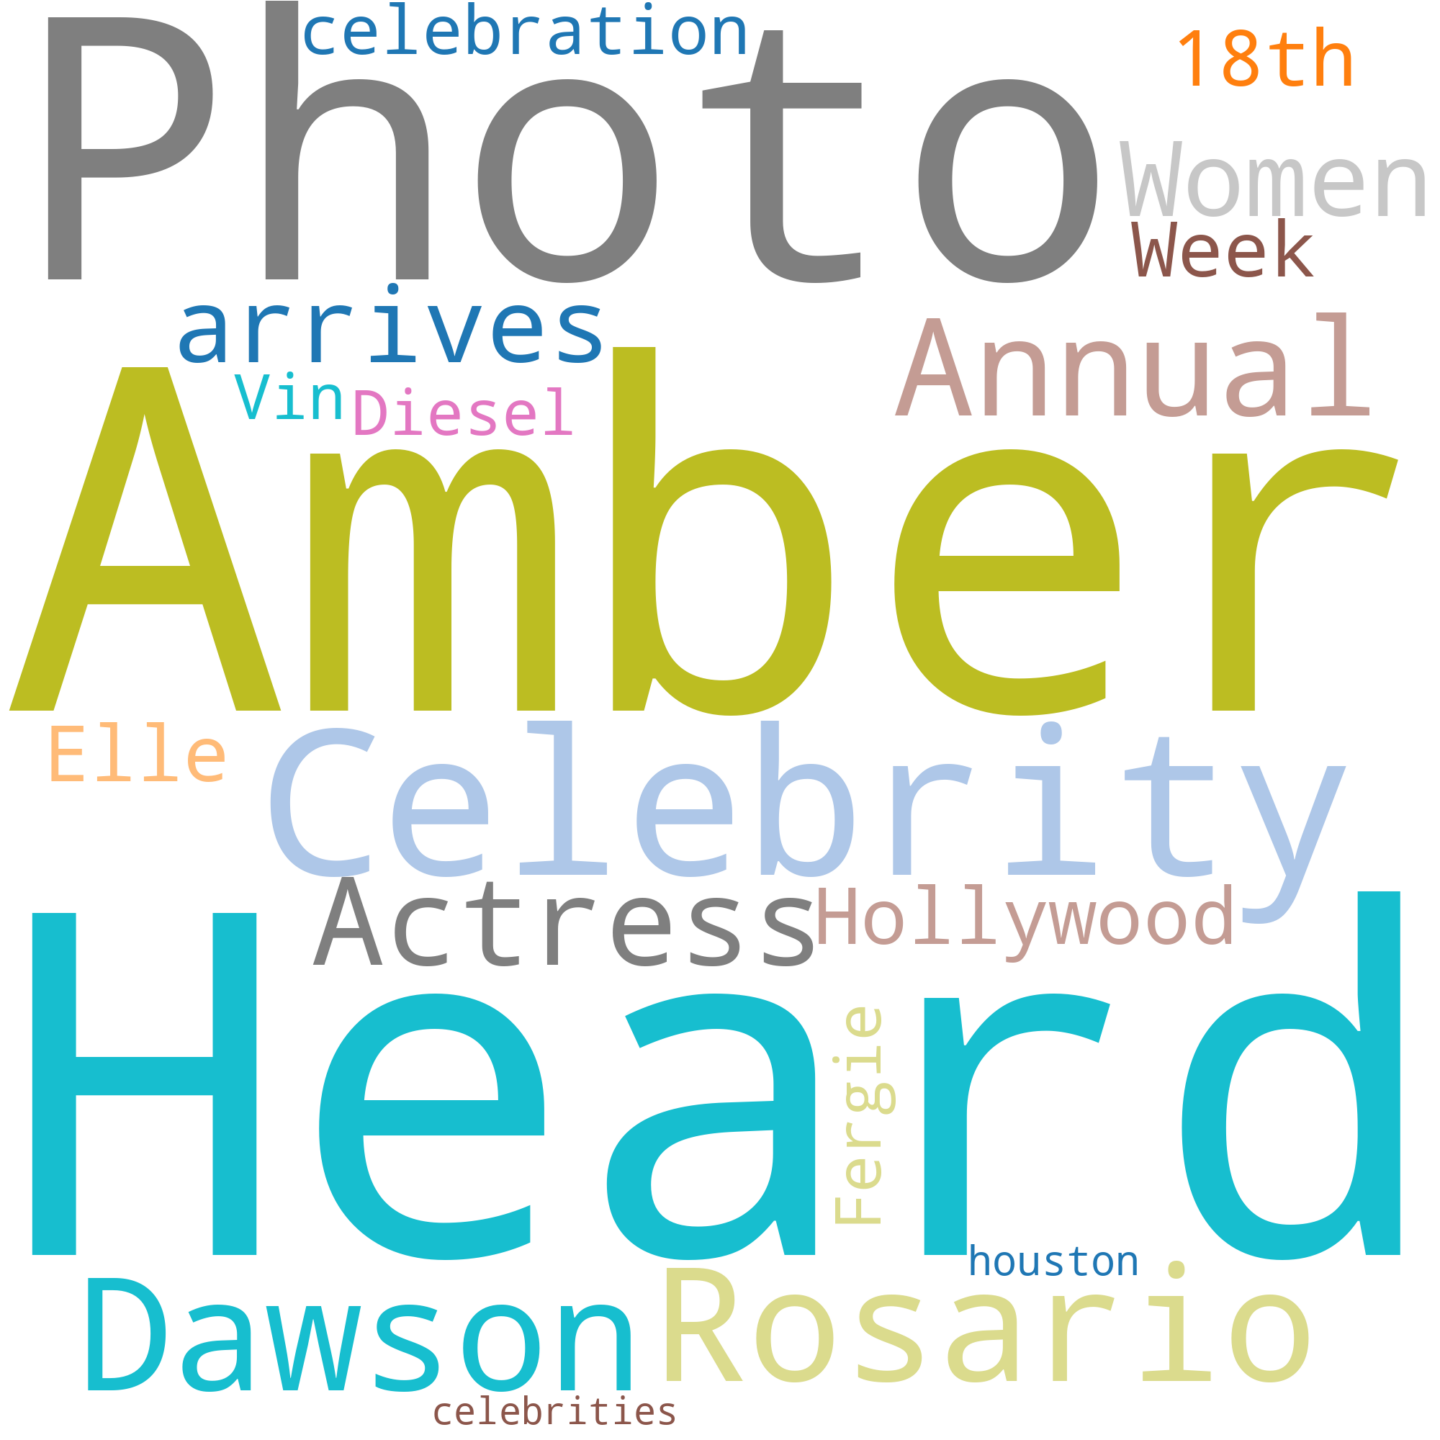 celebration
18th
Photo
Women
Week
arrives
Annual
Vin
Diesel
Amber
Elle
Celebrity
Actress
Hollywood
Heard
Fergie
houston
Dawson
Rosario
celebrities